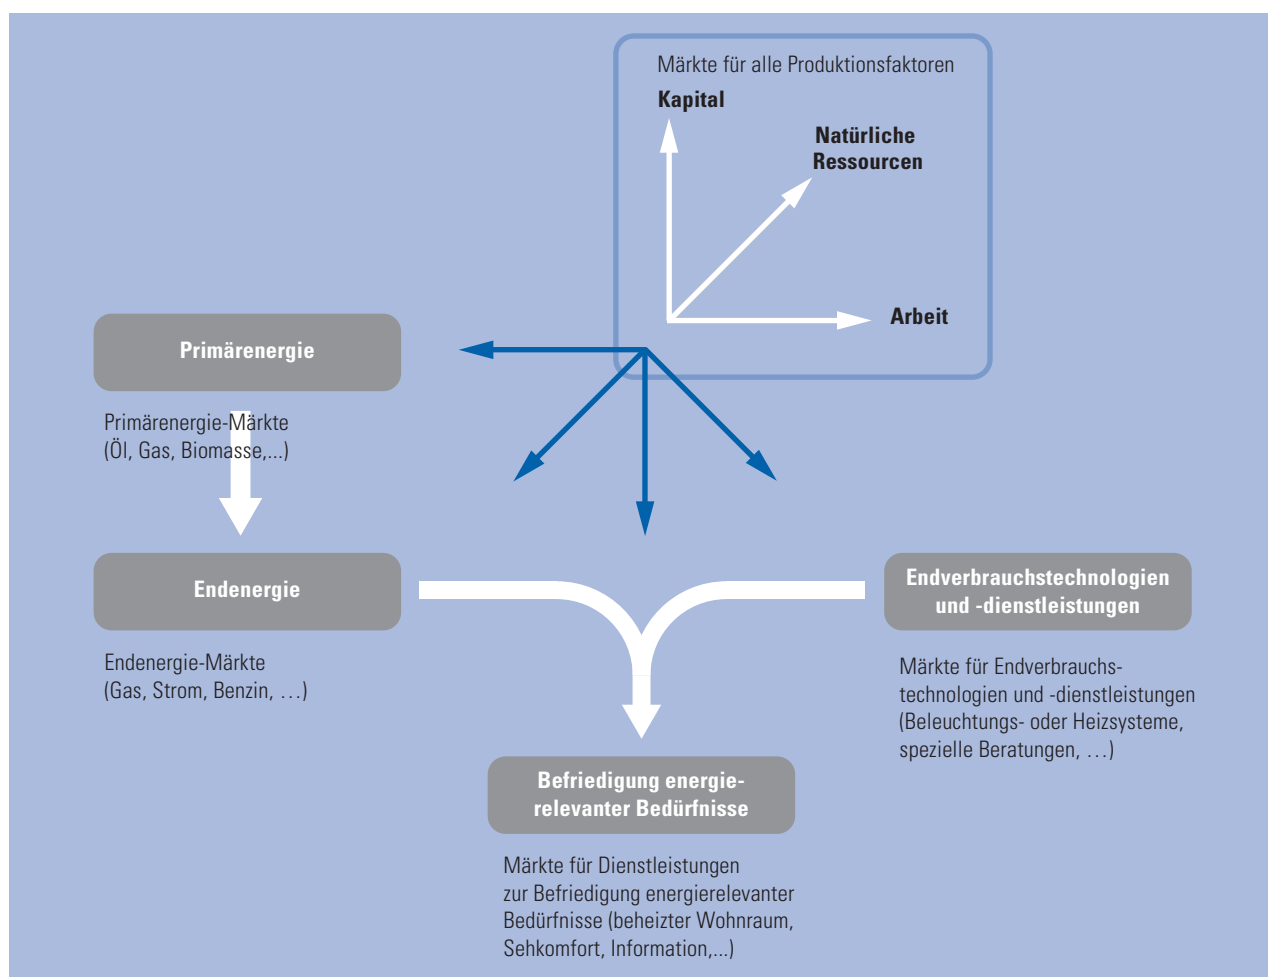 Märkte für alle Produktionsfaktoren
Kapital
Natürliche
Ressourcen
Arbeit
Primärenergie
Primärenergie-Märkte
(Öl, Gas, Biomasse,...)
Endenergie
Endenergie-Märkte
(Gas, Strom, Benzin, …)
Endverbrauchstechnologien
und -dienstleistungen
Märkte für Endverbrauchs-
technologien und -dienstleistungen
(Beleuchtungs- oder Heizsysteme,
spezielle Beratungen, …)
Befriedigung energie-
relevanter Bedürfnisse
Märkte für Dienstleistungen
zur Befriedigung energierelevanter
Bedürfnisse (beheizter Wohnraum,
Sehkomfort, Information,...)